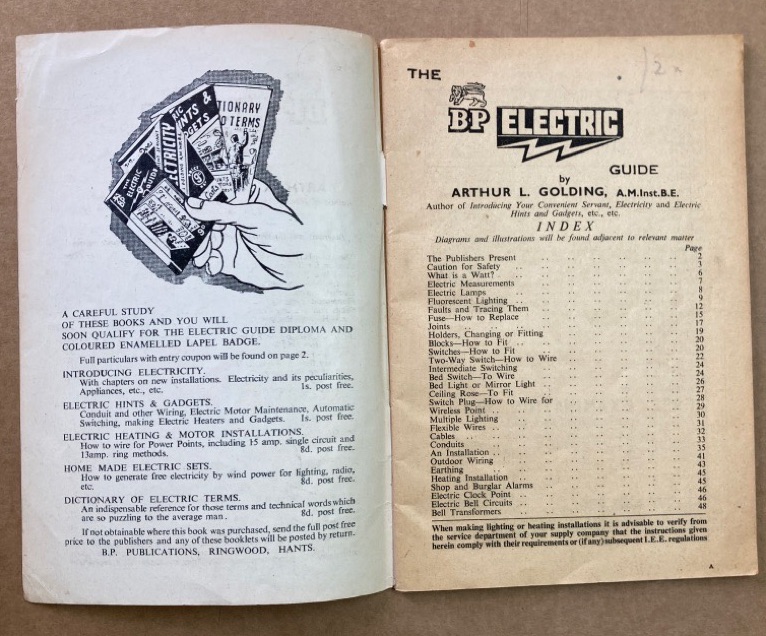 TIONARY
TERMS
A CAREFUL STUDY
OF THESE BOOKS AND YOU WILL
SOON QUALIFY FOR THE ELECTRIC GUIDE DIPLOMA AND
COLOURED ENAMELLED LAPEL BADGE.
Full particulars with entry coupon will be found on page 2.
INTRODUCING ELECTRICITY.
With chapters on new installations. Electricity and its peculiarities,
Appliances, etc., etc. 1s. post free.
ELECTRIC HINTS & GADGETS.
Conduit and other Wiring, Electric Motor Maintenance, Automatic
Switching, making Electric Heaters and Gadgets. 1s. post free.
ELECTRIC HEATING & MOTOR INSTALLATIONS.
How to wire for Power Points, including 15 amp. single circuit and
13amp. ring methods. 8d. post free.
HOME MADE ELECTRIC SETS.
How to generate free electricity by wind power for lighting, radio,
etc. 8d. post free.
DICTIONARY OF ELECTRIC TERMS.
An indispensable reference for those terms and technical words which
are so puzzling to the average man. 8d. post free.
If not obtainable where this book was purchased, send the full post free
price to the publishers and any of these booklets will be posted by return.
B.P. PUBLICATIONS, RINGWOOD, HANTS.
2 x
THE
BP ELECTRIC
GUIDE
by
ARTHUR L. GOLDING, A.M.Inst.B.E.
Author of Introducing Your Convenient Servant, Electricity and Electric
Hints and Gadgets, etc., etc.
INDEX
Diagrams and illustrations will be found adjacent to relevant matter
Page
The Publishers Present 2
Caution for Safety 3
What is a Watt? 6
Electric Measurements 7
Electric Lamps 8
Fluorescent Lighting 9
Faults and Tracing Them 12
Fuse—How to Replace 15
Joints 17
Holders, Changing or Fitting 19
Blocks—How to Fit 20
Switches—How to Fit 20
Two-Way Switch—How to Wire 22
Intermediate Switching 24
Bed Switch—To Wire 24
Bed Light or Mirror Light 26
Ceiling Rose—To Fit 27
Switch Plug—How to Wire for 28
Wireless Point 29
Multiple Lighting 30
Flexible Wires 31
Cables 32
Conduits 33
An Installation 35
Outdoor Wiring 41
Earthing 43
Heating Installation 45
Shop and Burglar Alarms 45
Electric Clock Point 46
Electric Bell Circuits 46
Bell Transformers 48
When making lighting or heating installations it is advisable to verify from
the service department of your supply company that the instructions given
herein comply with their requirements or (if any) subsequent I.E.E. regulations
A